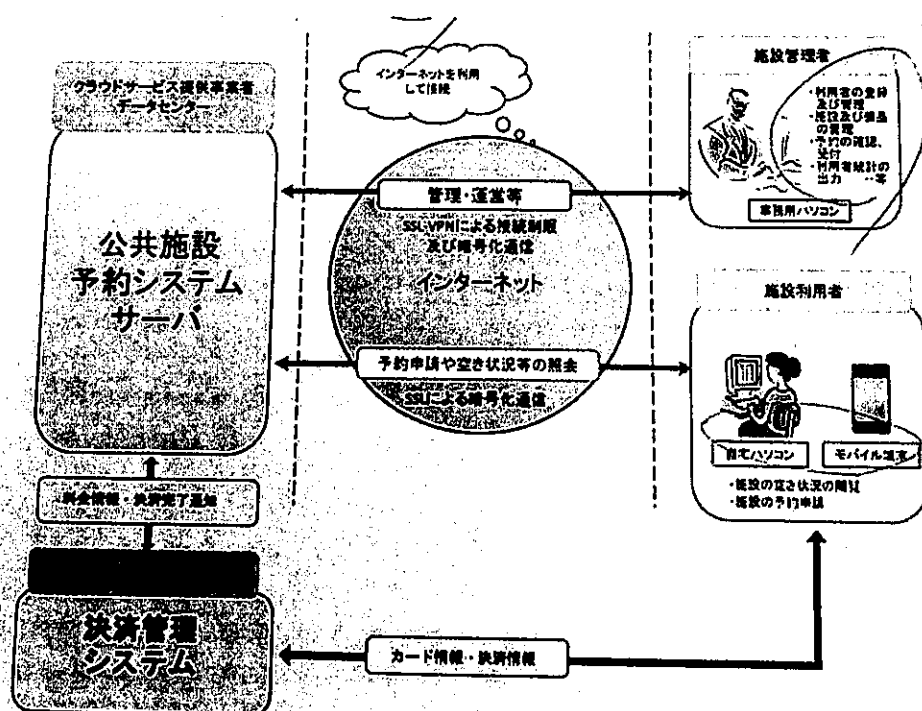 クラウドサービス提供事業者
データセンター
公共施設
予約システム
サーバ
インターネットを利用
して接続
管理・運営等
SSL-VPNによる接続制限
及び暗号化通信
インターネット
予約申請や空き状況等の照会
SSLによる暗号化通信
施設管理者
・利用者の登録
及び管理
・施設及び備品
の管理
・予約の確認、
受付
・利用者統計の
出力 ‥等
事務用パソコン
施設利用者
自宅パソコン
モバイル端末
・施設の空き状況の閲覧
・施設の予約申請
料金情報・決済完了通知
決済管理
システム
カード情報・決済情報